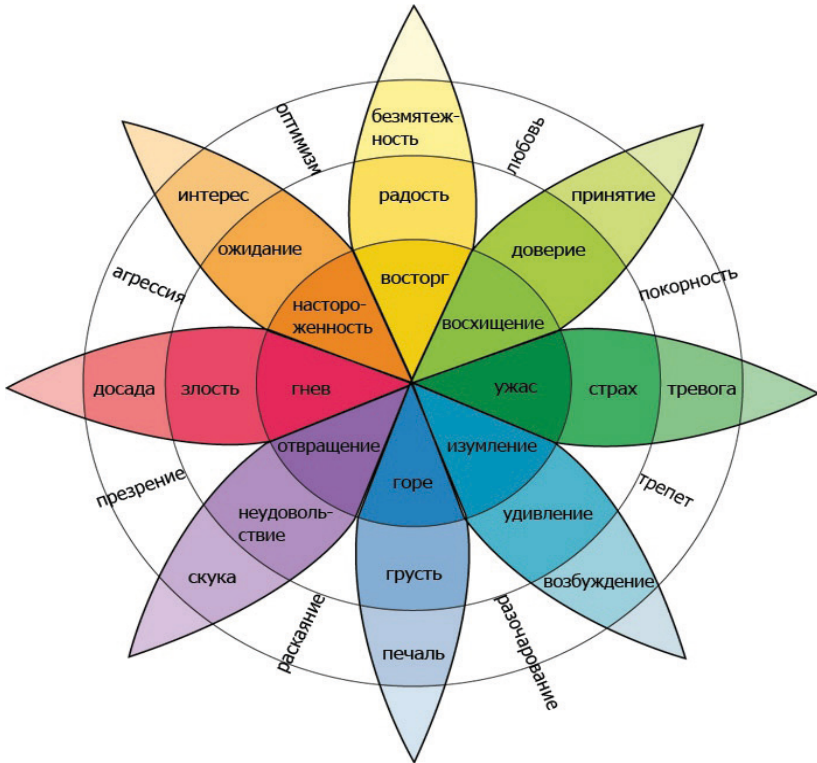 безмятеж-
ность
оптимизм
любовь
интерес
радость
принятие
ожидание
доверие
агрессия
восторг
покорность
насторо-
женность
восхищение
досада
злость
гнев
ужас
страх
тревога
отвращение
изумление
презрение
горе
трепет
неудоволь-
ствие
удивление
скука
грусть
возбуждение
раскаяние
печаль
разочарование